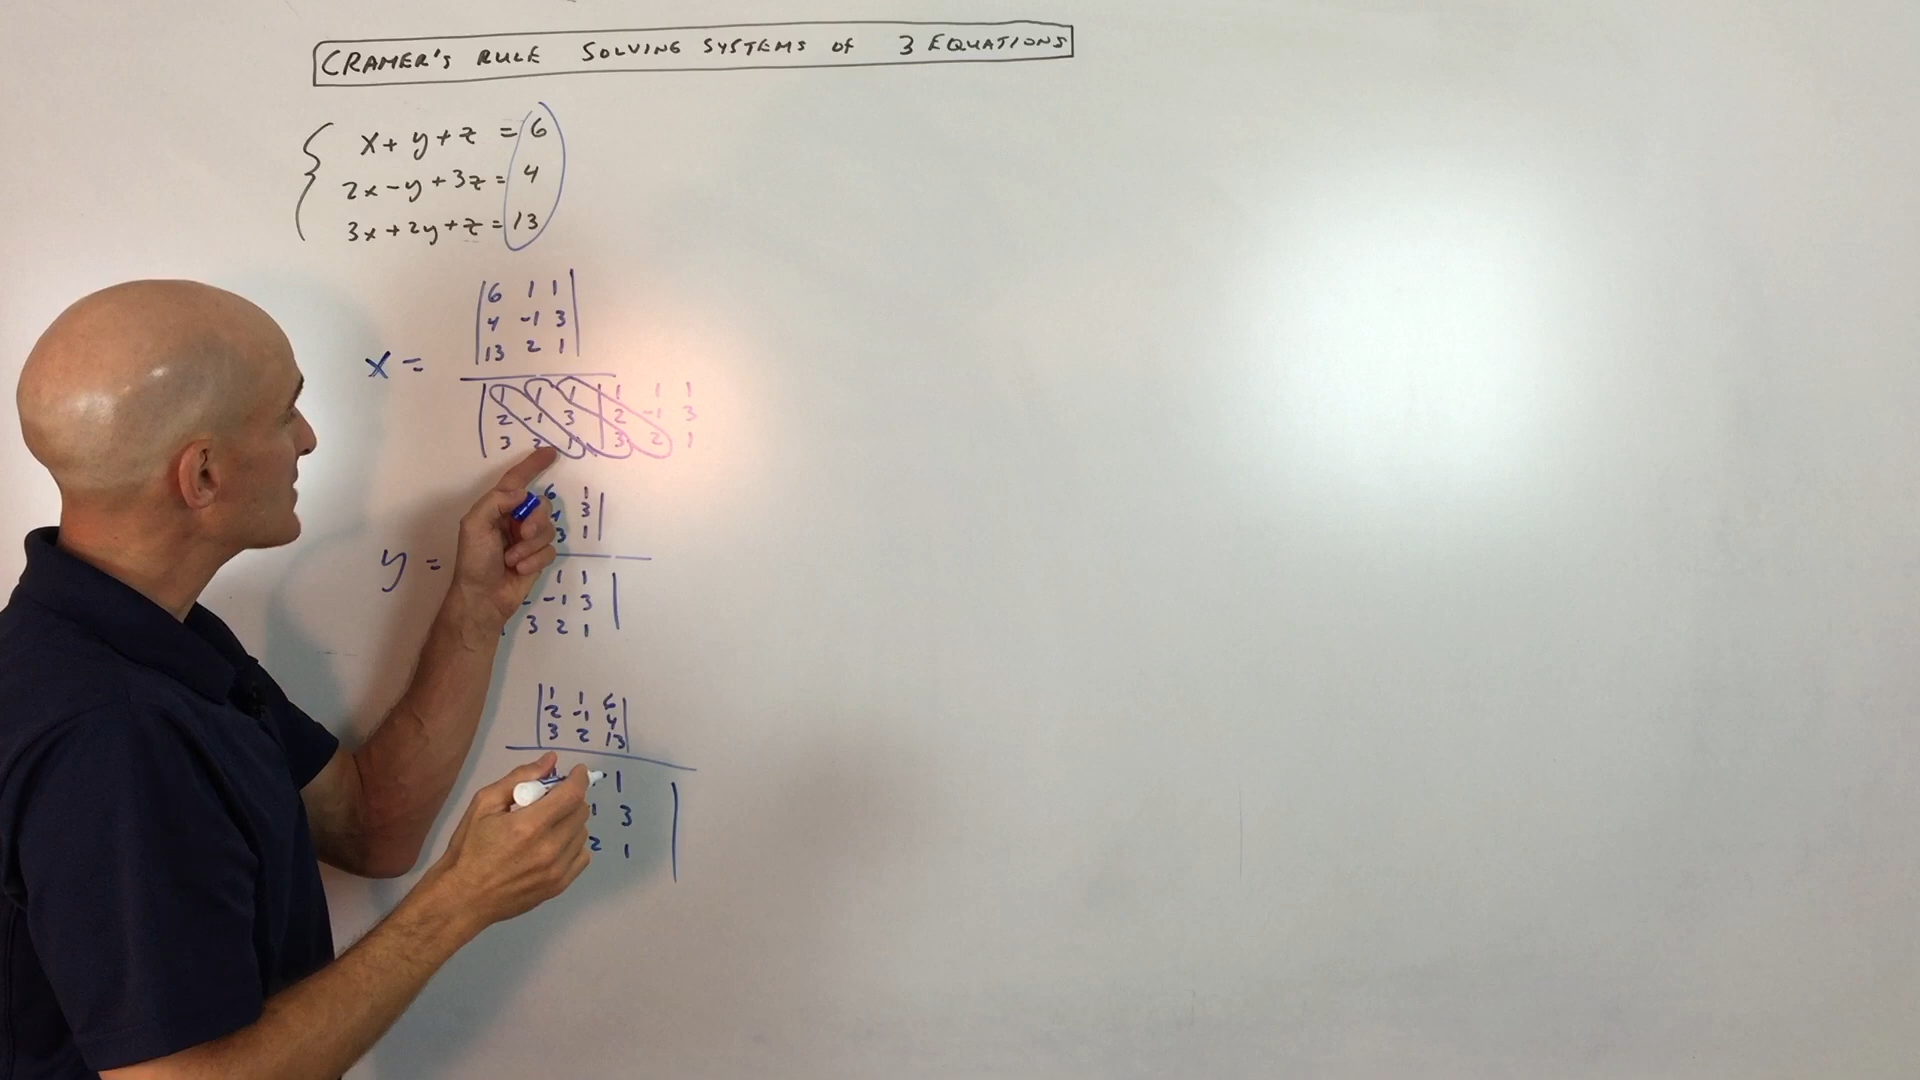 CRAMER'S RULE SOLVING SYSTEMS OF 3 EQUATIONS
x + y + z = 6
2x - y + 3z = 4
3x + 2y + z = 13
6 1 1
4 -1 3
13 2 1
x =
1 1 1 1 1 1
2 -1 3 2 -1 3
3 2 1 3 2 1
6 1
4 3
3 1
y =
1 1
-1 3
3 2 1
1 1 6
2 -1 4
3 2 13
1
1 3
2 1